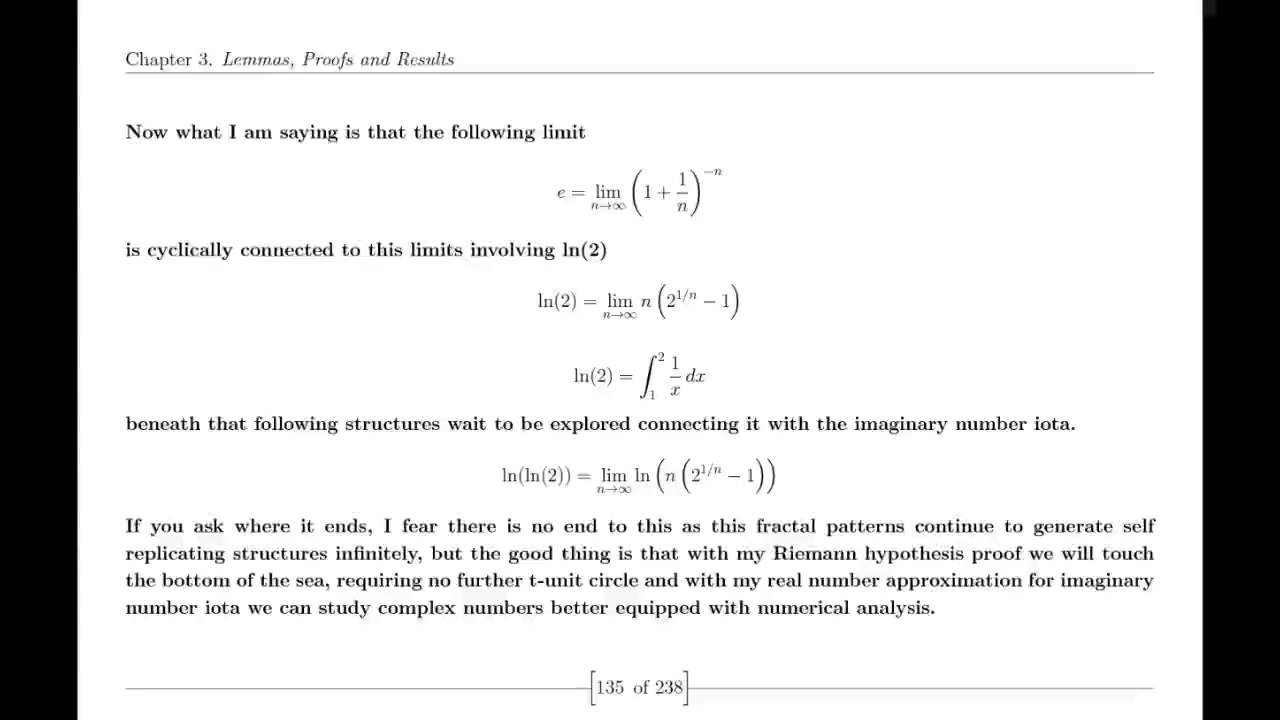 Chapter 3. Lemmas, Proofs and Results
Now what I am saying is that the following limit
e = lim_{n→∞} (1 + 1/n)^{−n}
is cyclically connected to this limits involving ln(2)
ln(2) = lim_{n→∞} n (2^{1/n} − 1)
ln(2) = ∫_1^2 1/x dx
beneath that following structures wait to be explored connecting it with the imaginary number iota.
ln(ln(2)) = lim_{n→∞} ln (n (2^{1/n} − 1))
If you ask where it ends, I fear there is no end to this as this fractal patterns continue to generate self
replicating structures infinitely, but the good thing is that with my Riemann hypothesis proof we will touch
the bottom of the sea, requiring no further t-unit circle and with my real number approximation for imaginary
number iota we can study complex numbers better equipped with numerical analysis.
[135 of 238]